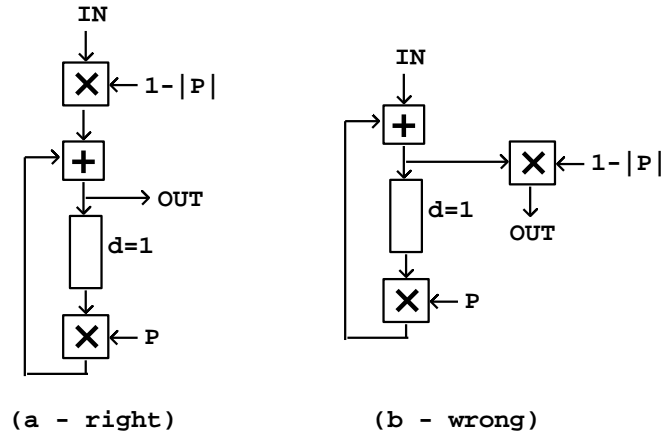 IN
× 1-|P|
+
OUT
d=1
× P
(a - right)
IN
+
× 1-|P|
d=1
OUT
× P
(b - wrong)